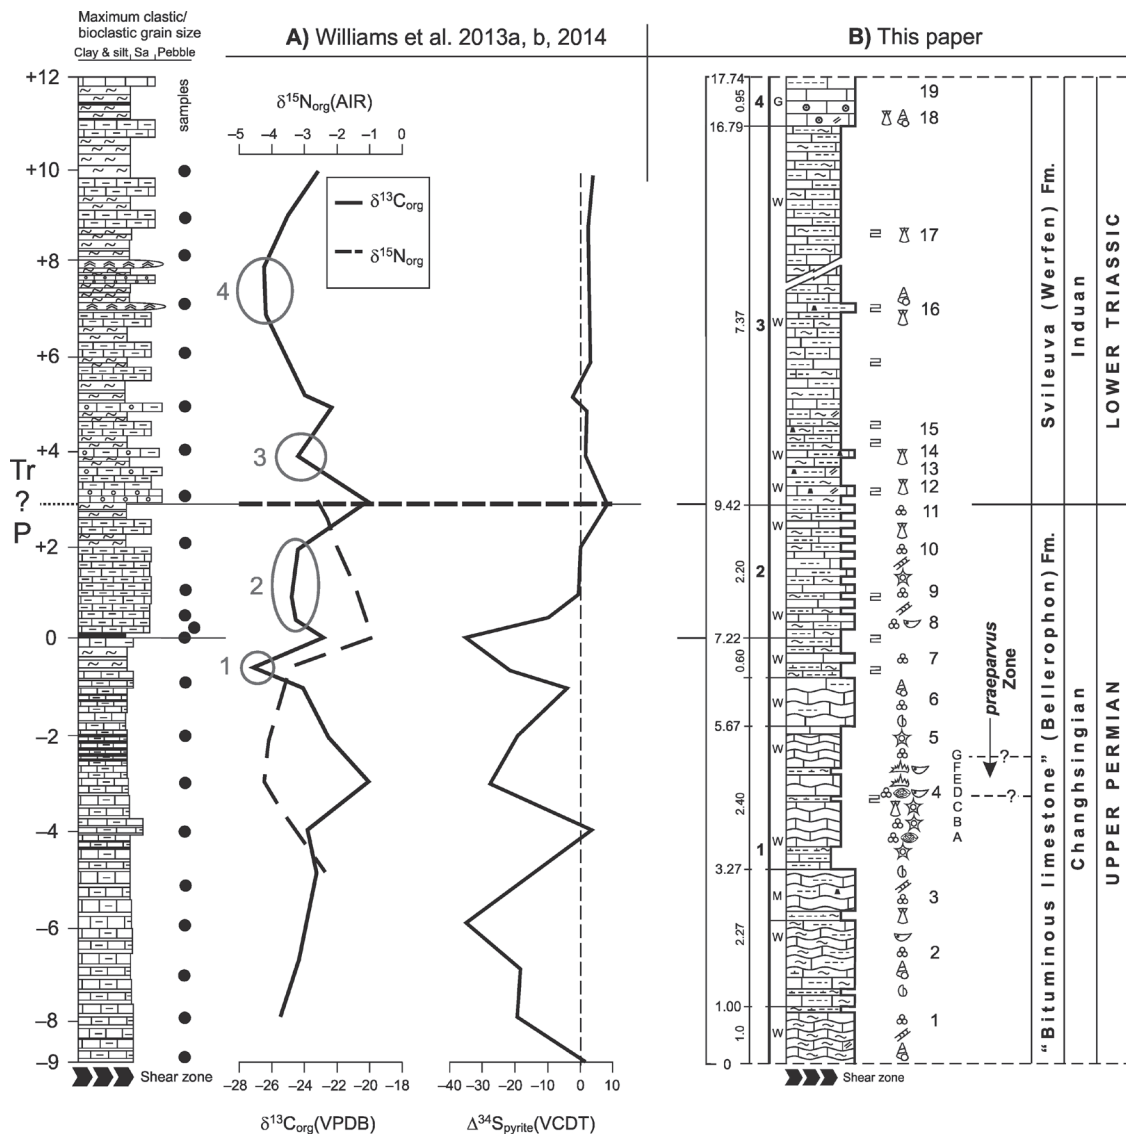 Maximum clastic/
bioclastic grain size
Clay & silt Sa Pebble
samples
A) Williams et al. 2013a, b, 2014
B) This paper
+12
+10
+8
+6
+4
Tr
?
P
+2
0
−2
−4
−6
−8
−9
Shear zone
δ15Norg(AIR)
−5 −4 −3 −2 −1 0
δ13Corg
δ15Norg
4
3
2
1
−28 −26 −24 −22 −20 −18
δ13Corg(VPDB)
−40 −30 −20 −10 0 10
Δ34Spyrite(VCDT)
17.74
0.95
16.79
7.37
9.42
2.20
7.22
0.60
5.67
2.40
3.27
2.27
1.00
1.0
0
4
3
2
1
G
W
W
W
W
W
W
W
W
W
W
M
W
W
19
18
17
16
15
14
13
12
11
10
9
8
7
6
5
4
3
2
1
G
F
E
D
C
B
A
?
?
praeparvus
Zone
Shear zone
Svileuva (Werfen) Fm.
Induan
LOWER TRIASSIC
“Bituminous limestone” (Bellerophon) Fm.
Changhsingian
UPPER PERMIAN